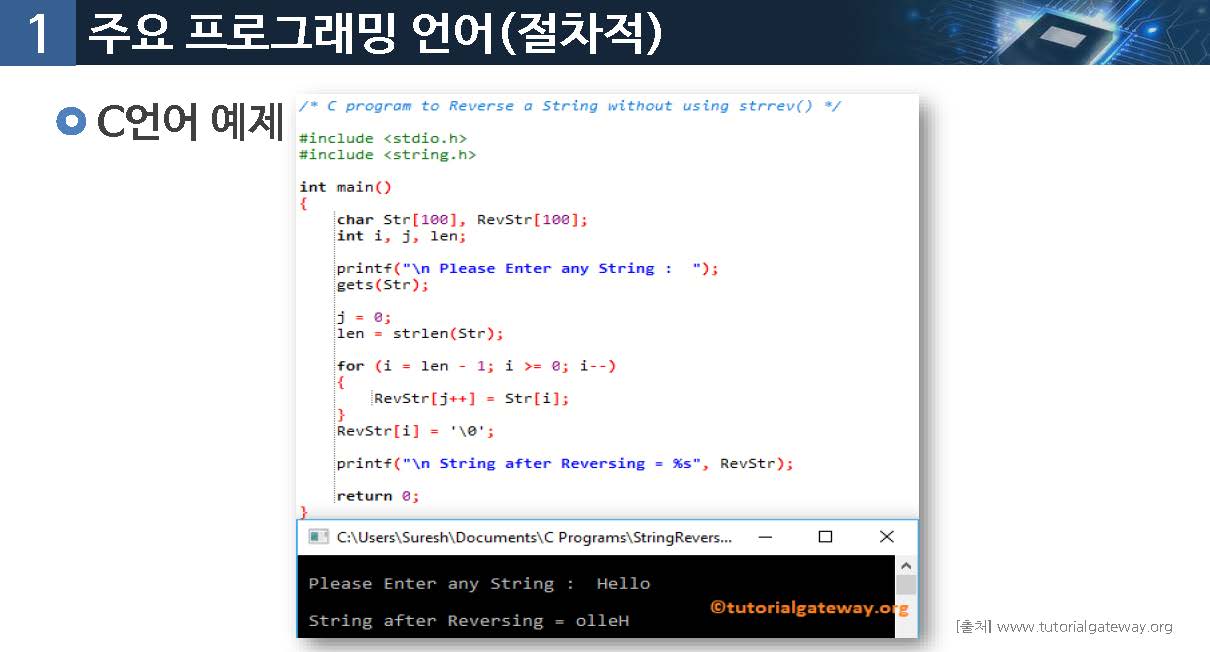 1 주요 프로그래밍 언어(절차적)
C언어 예제
/* C program to Reverse a String without using strrev() */
#include <stdio.h>
#include <string.h>
int main()
{
char Str[100], RevStr[100];
int i, j, len;
printf("\n Please Enter any String :  ");
gets(Str);
j = 0;
len = strlen(Str);
for (i = len - 1; i >= 0; i--)
{
RevStr[j++] = Str[i];
}
RevStr[i] = '\0';
printf("\n String after Reversing = %s", RevStr);
return 0;
}
C:\Users\Suresh\Documents\C Programs\StringRevers...
Please Enter any String :  Hello
©tutorialgateway.org
String after Reversing = olleH
[출처] www.tutorialgateway.org